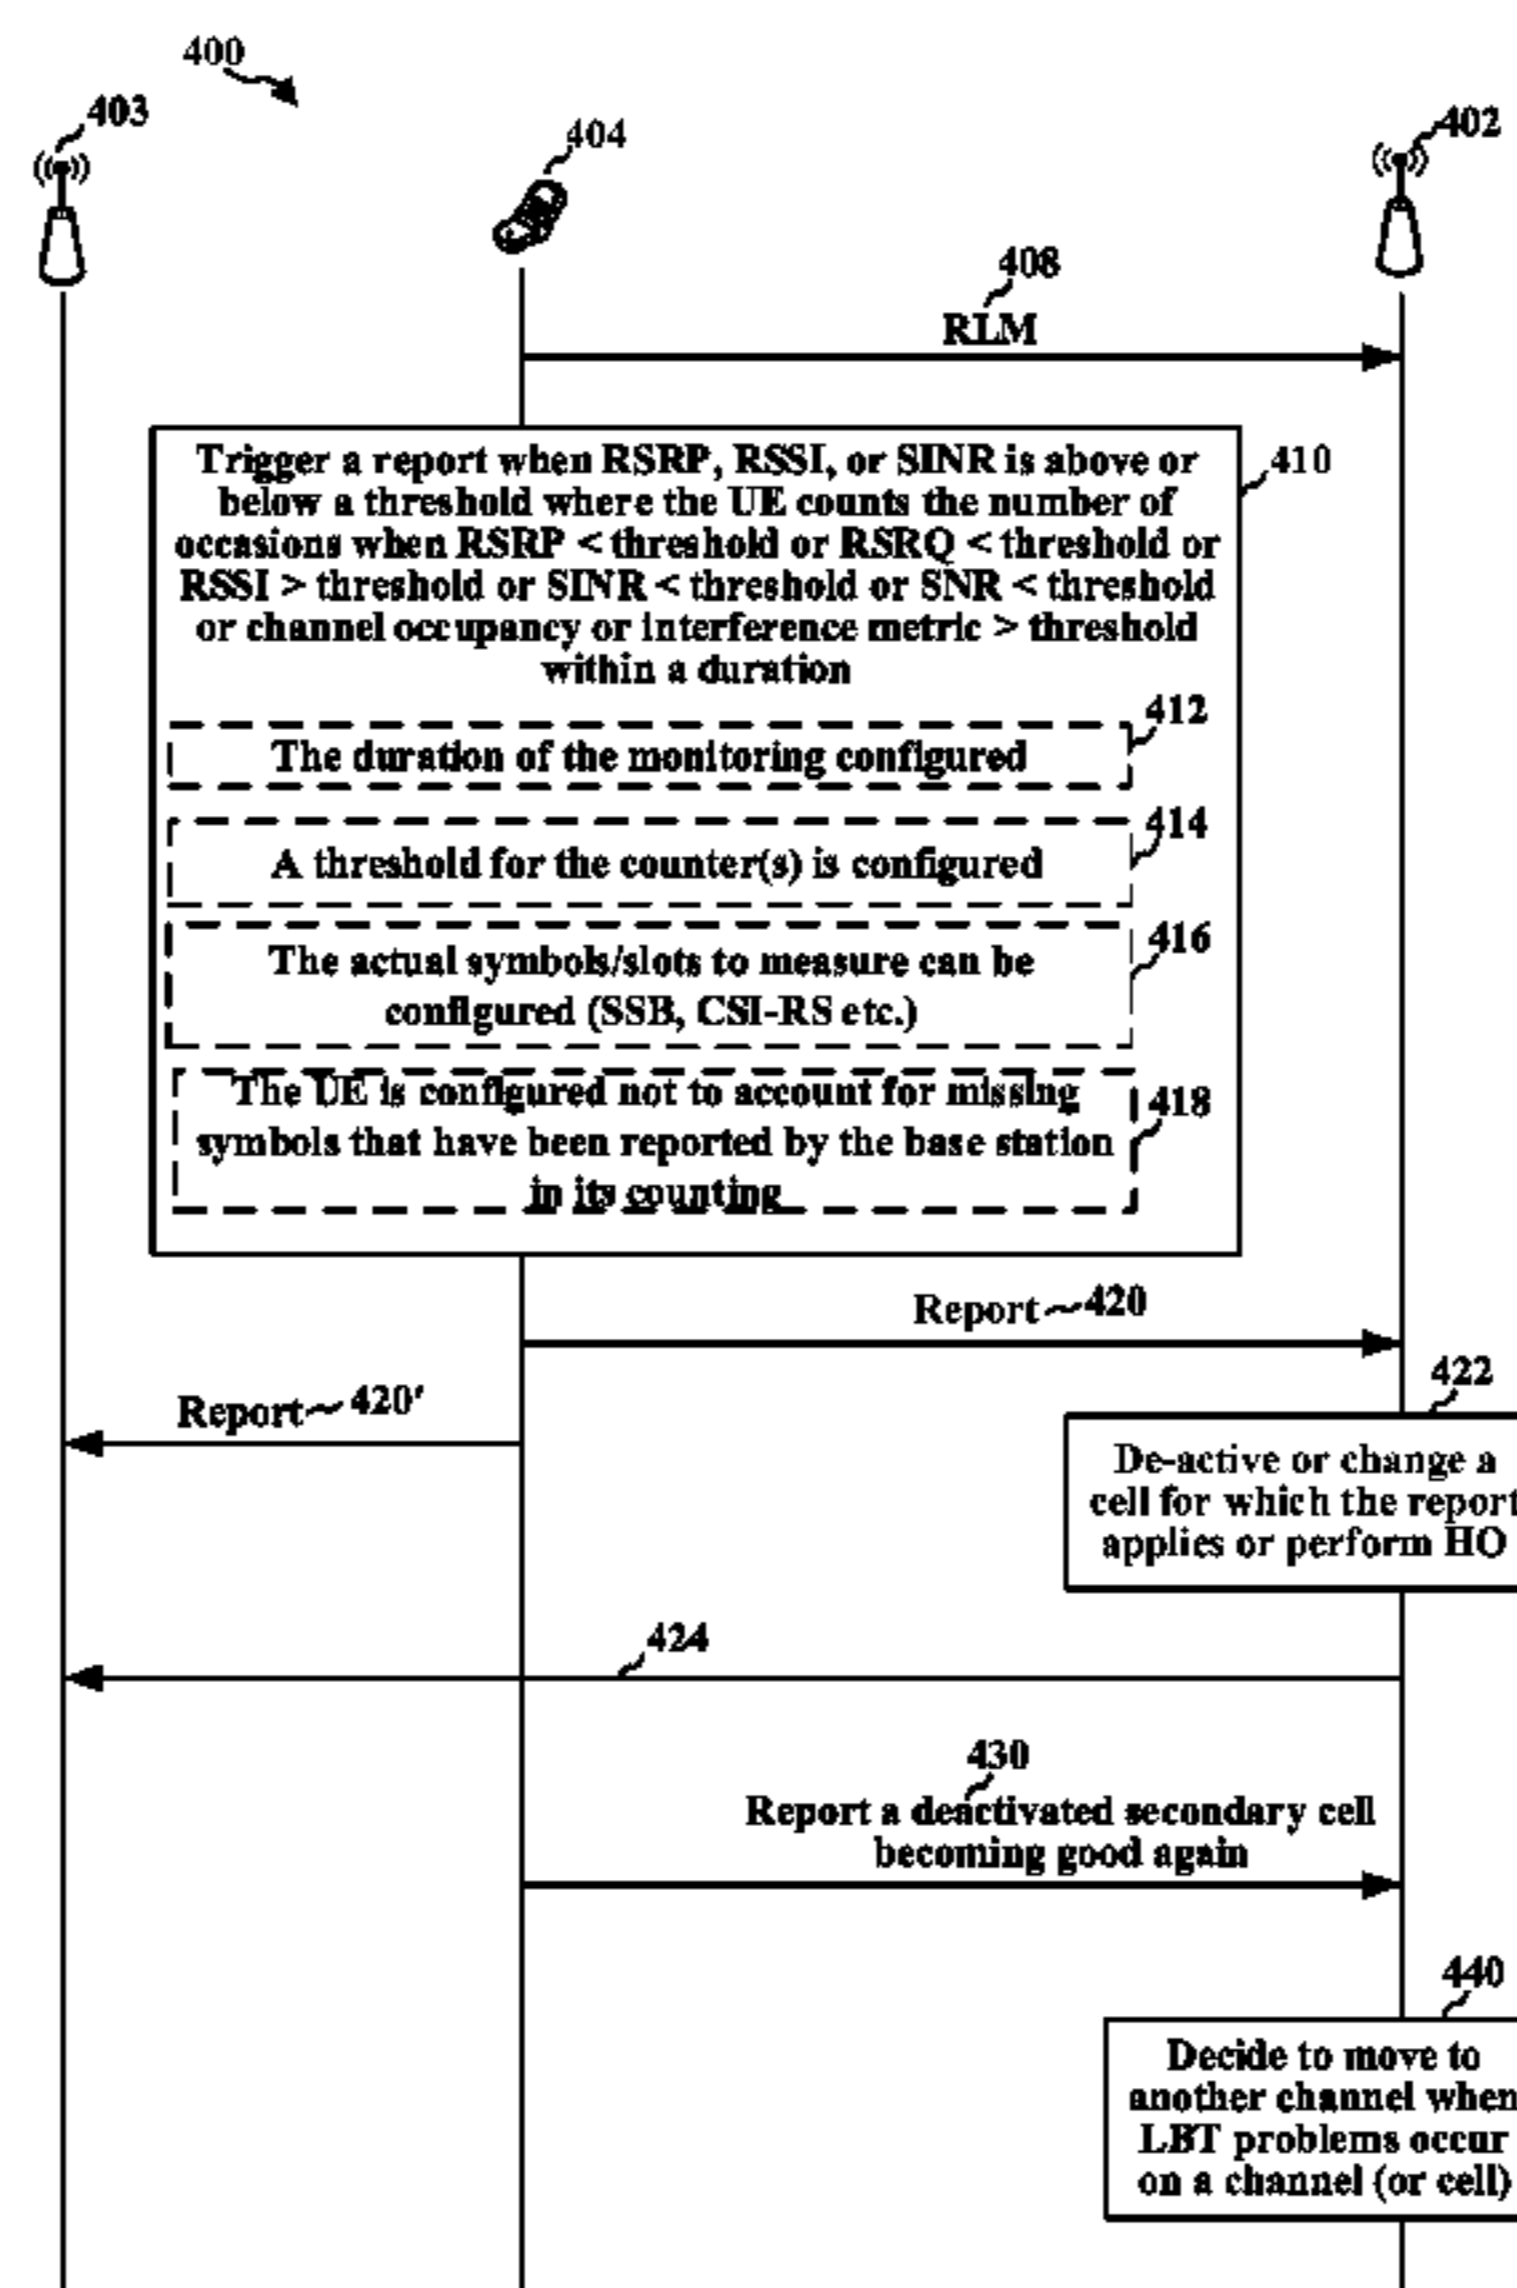 400
403
404
402
408
RLM
Trigger a report when RSRP, RSSI, or SINR is above or
below a threshold where the UE counts the number of
occasions when RSRP < threshold or RSRQ < threshold or
RSSI > threshold or SINR < threshold or SNR < threshold
or channel occupancy or interference metric > threshold
within a duration
410
412
The duration of the monitoring configured
414
A threshold for the counter(s) is configured
416
The actual symbols/slots to measure can be
configured (SSB, CSI-RS etc.)
The UE is configured not to account for missing
418
symbols that have been reported by the base station
in its counting
Report 420
422
Report 420'
De-active or change a
cell for which the report
applies or perform HO
424
430
Report a deactivated secondary cell
becoming good again
440
Decide to move to
another channel when
LBT problems occur
on a channel (or cell)